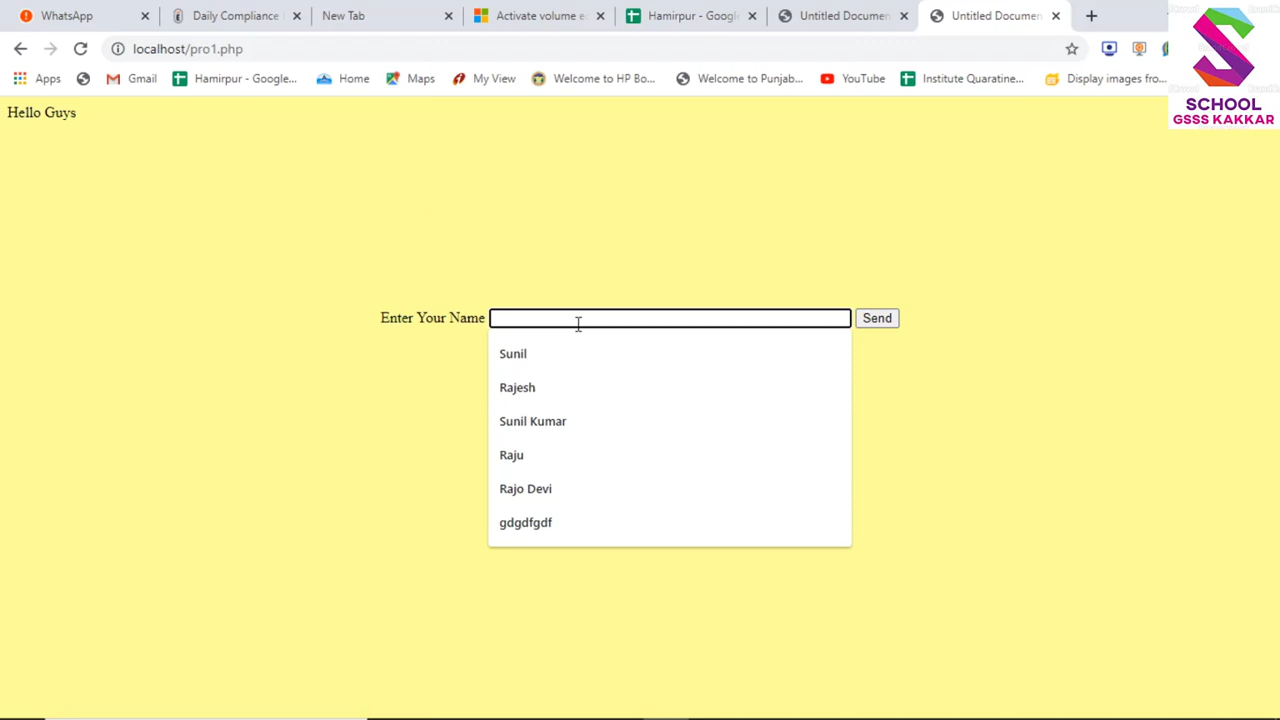 WhatsApp
Daily Compliance
New Tab
Activate volume e
Hamirpur - Google
Untitled Documen
Untitled Documen
localhost/pro1.php
Apps
Gmail
Hamirpur - Google...
Home
Maps
My View
Welcome to HP Bo...
Welcome to Punjab...
YouTube
Institute Quaratine...
Display images fro...
SCHOOL
GSSS KAKKAR
Hello Guys
Enter Your Name
Send
Sunil
Rajesh
Sunil Kumar
Raju
Rajo Devi
gdgdfgdf